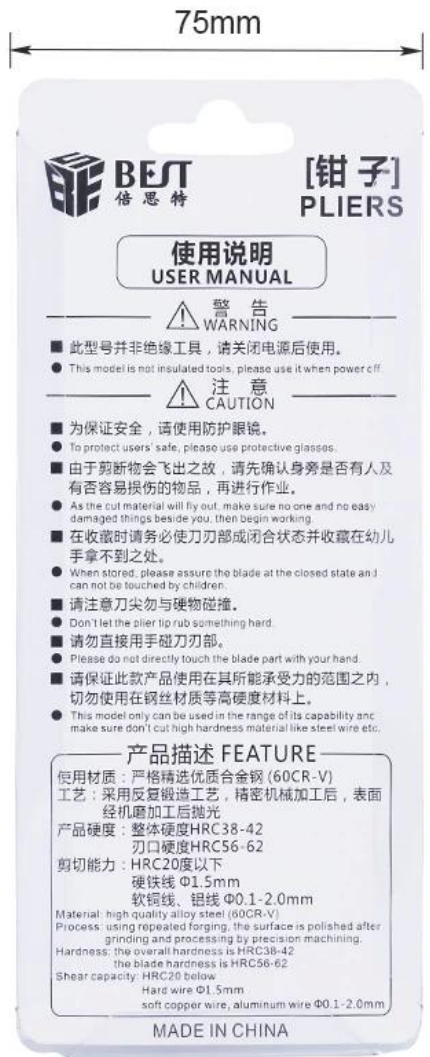 75mm
BEST
倍思特
[钳子]
PLIERS
使用说明
USER MANUAL
警 告
WARNING
■ 此型号并非绝缘工具，请关闭电源后使用。
● This model is not insulated tools, please use it when power off.
注 意
CAUTION
■ 为保证安全，请使用防护眼镜。
● To protect users' safe, please use protective glasses.
■ 由于剪断物会飞出之故，请先确认身旁是否有人及
有否容易损伤的物品，再进行作业。
● As the cut material will fly out, make sure no one and no easy
damaged things beside you, then begin working.
■ 在收藏时请务必使刀刃部成闭合状态并收藏在幼儿
手拿不到之处。
● When stored, please assure the blade at the closed state and
can not be touched by children.
■ 请注意刀尖勿与硬物碰撞。
● Don't let the plier tip rub something hard.
■ 请勿直接用手碰刀刃部。
● Please do not directly touch the blade part with your hand.
■ 请保证此款产品使用在其所能承受力的范围之内，
切勿使用在钢丝材质等高硬度材料上。
● This model only can be used in the range of its capability and
make sure don't cut high hardness material like steel wire etc.
产品描述 FEATURE
使用材质：严格精选优质合金钢 (60CR-V)
工艺：采用反复锻造工艺，精密机械加工后，表面
经机磨加工后抛光
产品硬度：整体硬度HRC38-42
刃口硬度HRC56-62
剪切能力：HRC20度以下
硬铁线 Φ1.5mm
软铜线、铝线 Φ0.1-2.0mm
Material: high quality alloy steel (60CR-V)
Process: using repeated forging, the surface is polished after
grinding and processing by precision machining.
Hardness: the overall hardness is HRC38-42
the blade hardness is HRC56-62
Shear capacity: HRC20 below
Hard wire Φ1.5mm
soft copper wire, aluminum wire Φ0.1-2.0mm
MADE IN CHINA